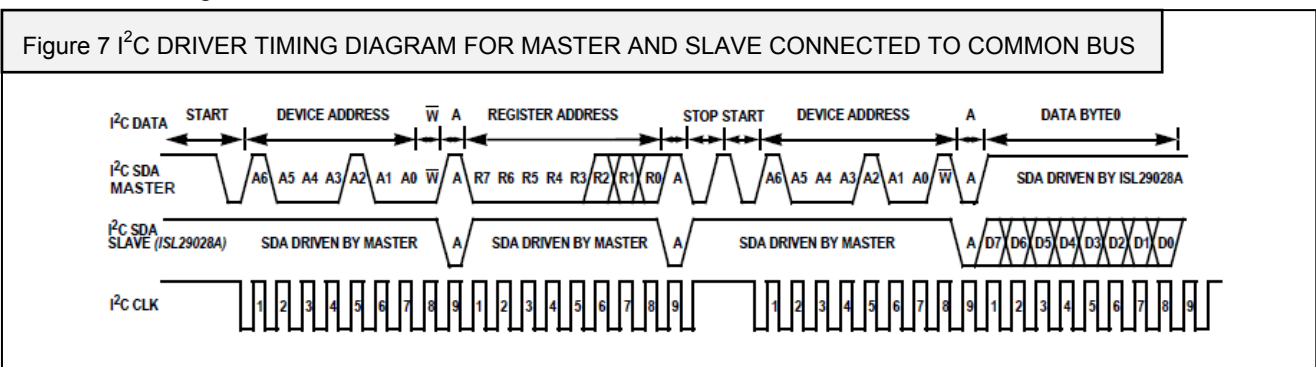 Figure 7 I²C DRIVER TIMING DIAGRAM FOR MASTER AND SLAVE CONNECTED TO COMMON BUS
I²C DATA START DEVICE ADDRESS W̅ A REGISTER ADDRESS STOP START DEVICE ADDRESS A DATA BYTE0
I²C SDA
MASTER A6 A5 A4 A3 A2 A1 A0 W̅ A R7 R6 R5 R4 R3 R2 R1 R0 A A6 A5 A4 A3 A2 A1 A0 W̅ A SDA DRIVEN BY ISL29028A
I²C SDA
SLAVE (ISL29028A) SDA DRIVEN BY MASTER A SDA DRIVEN BY MASTER A SDA DRIVEN BY MASTER A D7 D6 D5 D4 D3 D2 D1 D0
I²C CLK 1 2 3 4 5 6 7 8 9 1 2 3 4 5 6 7 8 9 1 2 3 4 5 6 7 8 9 1 2 3 4 5 6 7 8 9